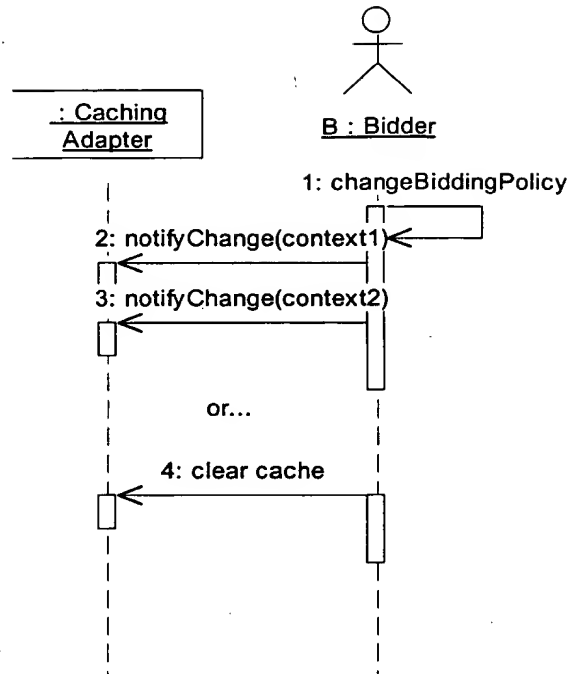 : Caching
Adapter
B : Bidder
1: changeBiddingPolicy
2: notifyChange(context1)
3: notifyChange(context2)
or...
4: clear cache